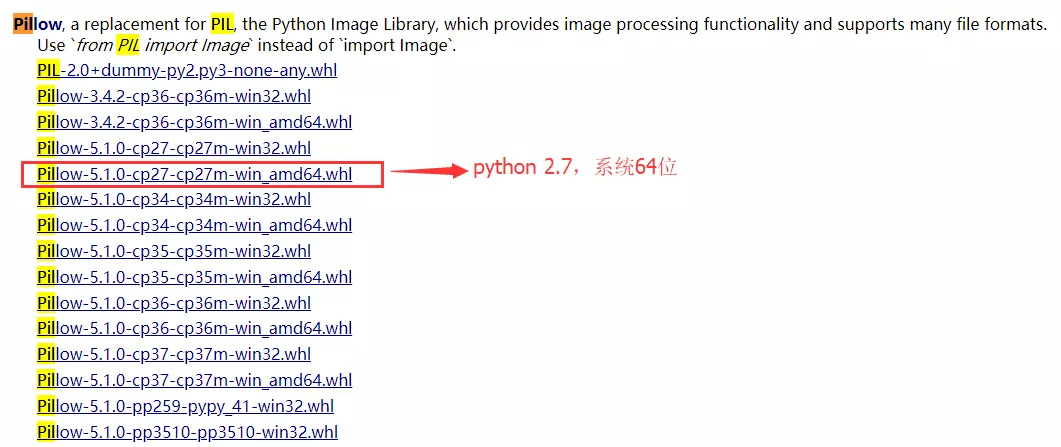 Pillow, a replacement for PIL, the Python Image Library, which provides image processing functionality and supports many file formats.
Use `from PIL import Image` instead of `import Image`.
PIL-2.0+dummy-py2.py3-none-any.whl
Pillow-3.4.2-cp36-cp36m-win32.whl
Pillow-3.4.2-cp36-cp36m-win_amd64.whl
Pillow-5.1.0-cp27-cp27m-win32.whl
Pillow-5.1.0-cp27-cp27m-win_amd64.whl python 2.7，系统64位
Pillow-5.1.0-cp34-cp34m-win32.whl
Pillow-5.1.0-cp34-cp34m-win_amd64.whl
Pillow-5.1.0-cp35-cp35m-win32.whl
Pillow-5.1.0-cp35-cp35m-win_amd64.whl
Pillow-5.1.0-cp36-cp36m-win32.whl
Pillow-5.1.0-cp36-cp36m-win_amd64.whl
Pillow-5.1.0-cp37-cp37m-win32.whl
Pillow-5.1.0-cp37-cp37m-win_amd64.whl
Pillow-5.1.0-pp259-pypy_41-win32.whl
Pillow-5.1.0-pp3510-pp3510-win32.whl